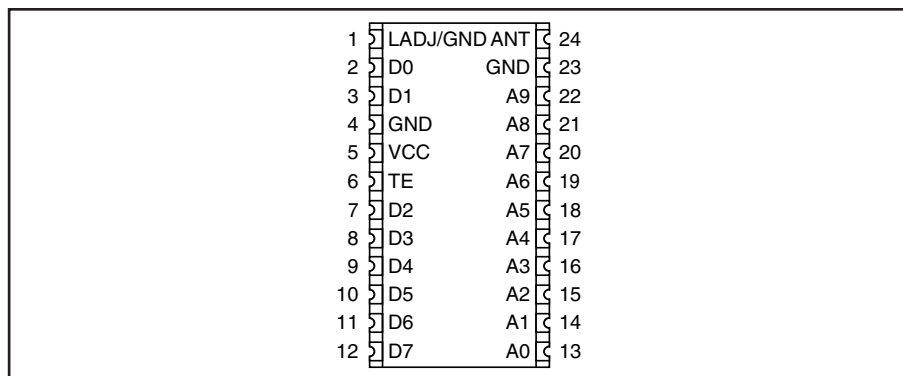 1 LADJ/GND ANT 24
2 D0 GND 23
3 D1 A9 22
4 GND A8 21
5 VCC A7 20
6 TE A6 19
7 D2 A5 18
8 D3 A4 17
9 D4 A3 16
10 D5 A2 15
11 D6 A1 14
12 D7 A0 13